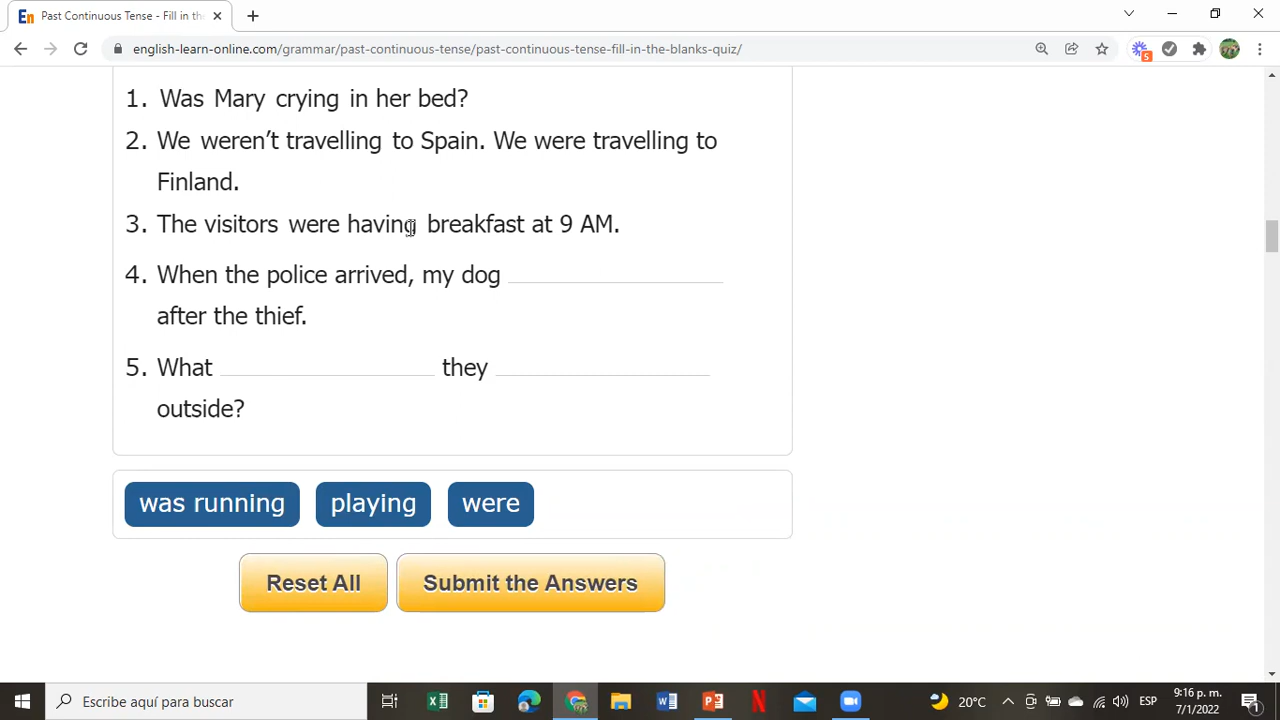 En Past Continuous Tense - Fill in the
english-learn-online.com/grammar/past-continuous-tense/past-continuous-tense-fill-in-the-blanks-quiz/
5
1. Was Mary crying in her bed?
2. We weren’t travelling to Spain. We were travelling to
Finland.
3. The visitors were having breakfast at 9 AM.
4. When the police arrived, my dog
after the thief.
5. What they
outside?
was running playing were
Reset All Submit the Answers
Escribe aquí para buscar
20°C ESP 9:16 p. m.
7/1/2022 1